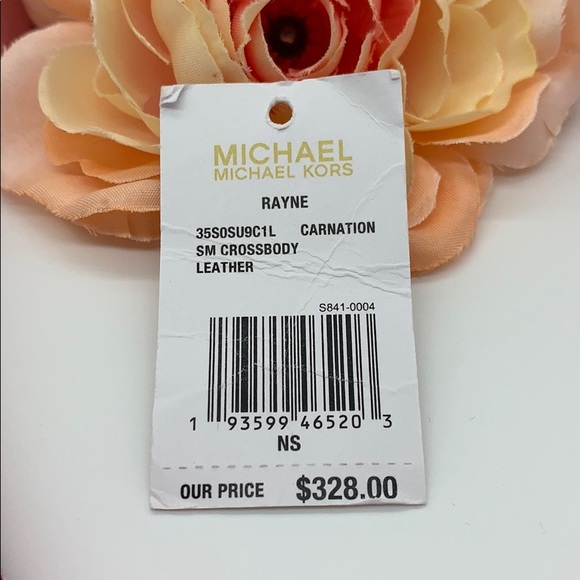 MICHAEL
MICHAEL KORS
RAYNE
35S0SU9C1L CARNATION
SM CROSSBODY
LEATHER
S841-0004
1 93599 46520 3
NS
OUR PRICE $328.00